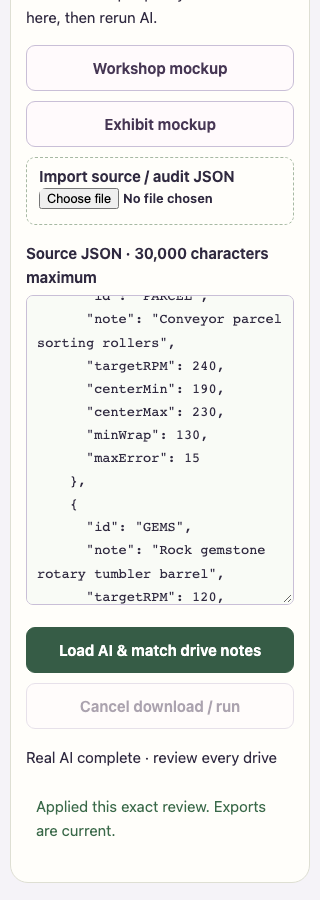 here, then rerun AI.
Workshop mockup
Exhibit mockup
Import source / audit JSON
Choose file No file chosen
Source JSON · 30,000 characters
maximum
"id": "PARCEL",
"note": "Conveyor parcel
sorting rollers",
"targetRPM": 240,
"centerMin": 190,
"centerMax": 230,
"minWrap": 130,
"maxError": 15
},
{
"id": "GEMS",
"note": "Rock gemstone
rotary tumbler barrel",
"targetRPM": 120,
Load AI & match drive notes
Cancel download / run
Real AI complete · review every drive
Applied this exact review. Exports
are current.